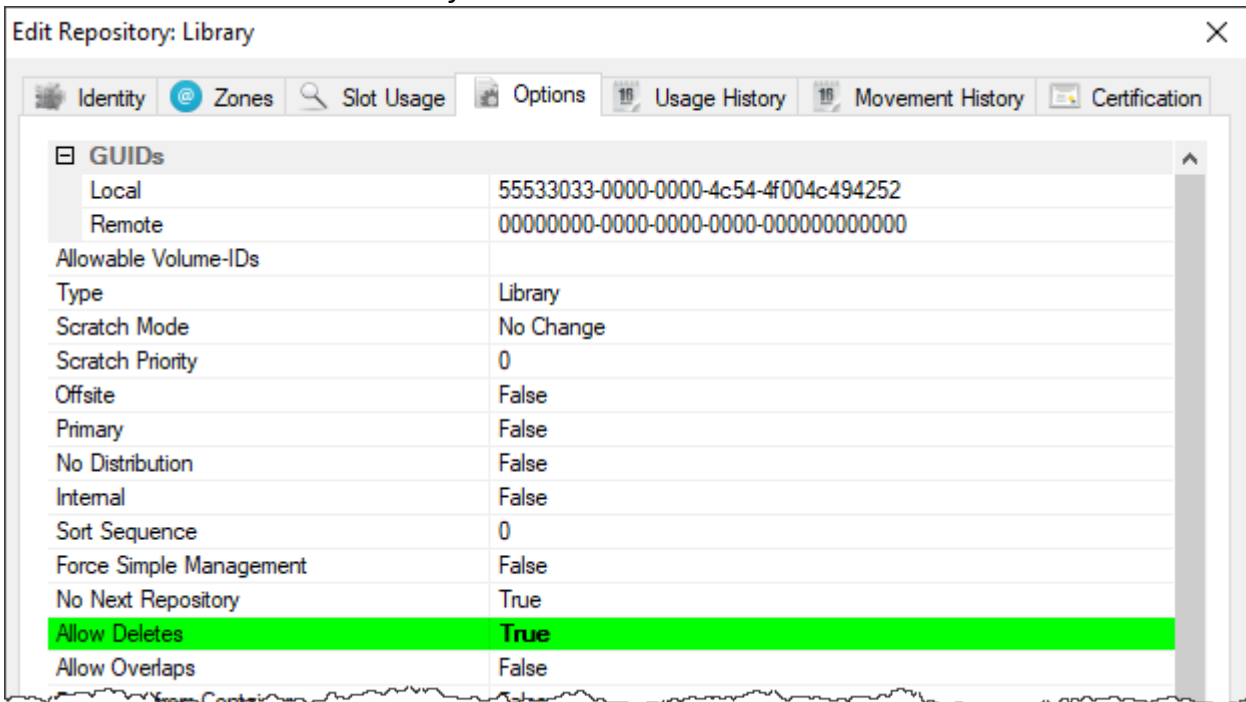 Edit Repository: Library
Identity Zones Slot Usage Options 16 Usage History 16 Movement History Certification
GUIDs
Local 55533033-0000-0000-4c54-4f004c494252
Remote 00000000-0000-0000-0000-000000000000
Allowable Volume-IDs
Type Library
Scratch Mode No Change
Scratch Priority 0
Offsite False
Primary False
No Distribution False
Internal False
Sort Sequence 0
Force Simple Management False
No Next Repository True
Allow Deletes True
Allow Overlaps False